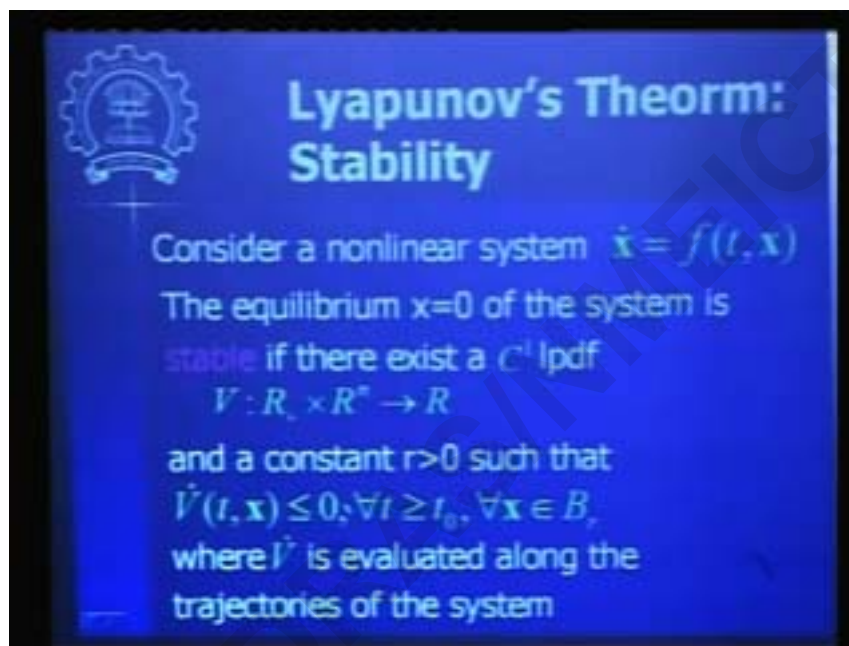 Lyapunov's Theorm:
Stability
Consider a nonlinear system ẋ = f(t, x)
The equilibrium x=0 of the system is
stable if there exist a C¹ lpdf
V : R₊ × Rⁿ → R
and a constant r>0 such that
V̇(t, x) ≤ 0, ∀t ≥ t₀, ∀x ∈ Bᵣ
where V̇ is evaluated along the
trajectories of the system